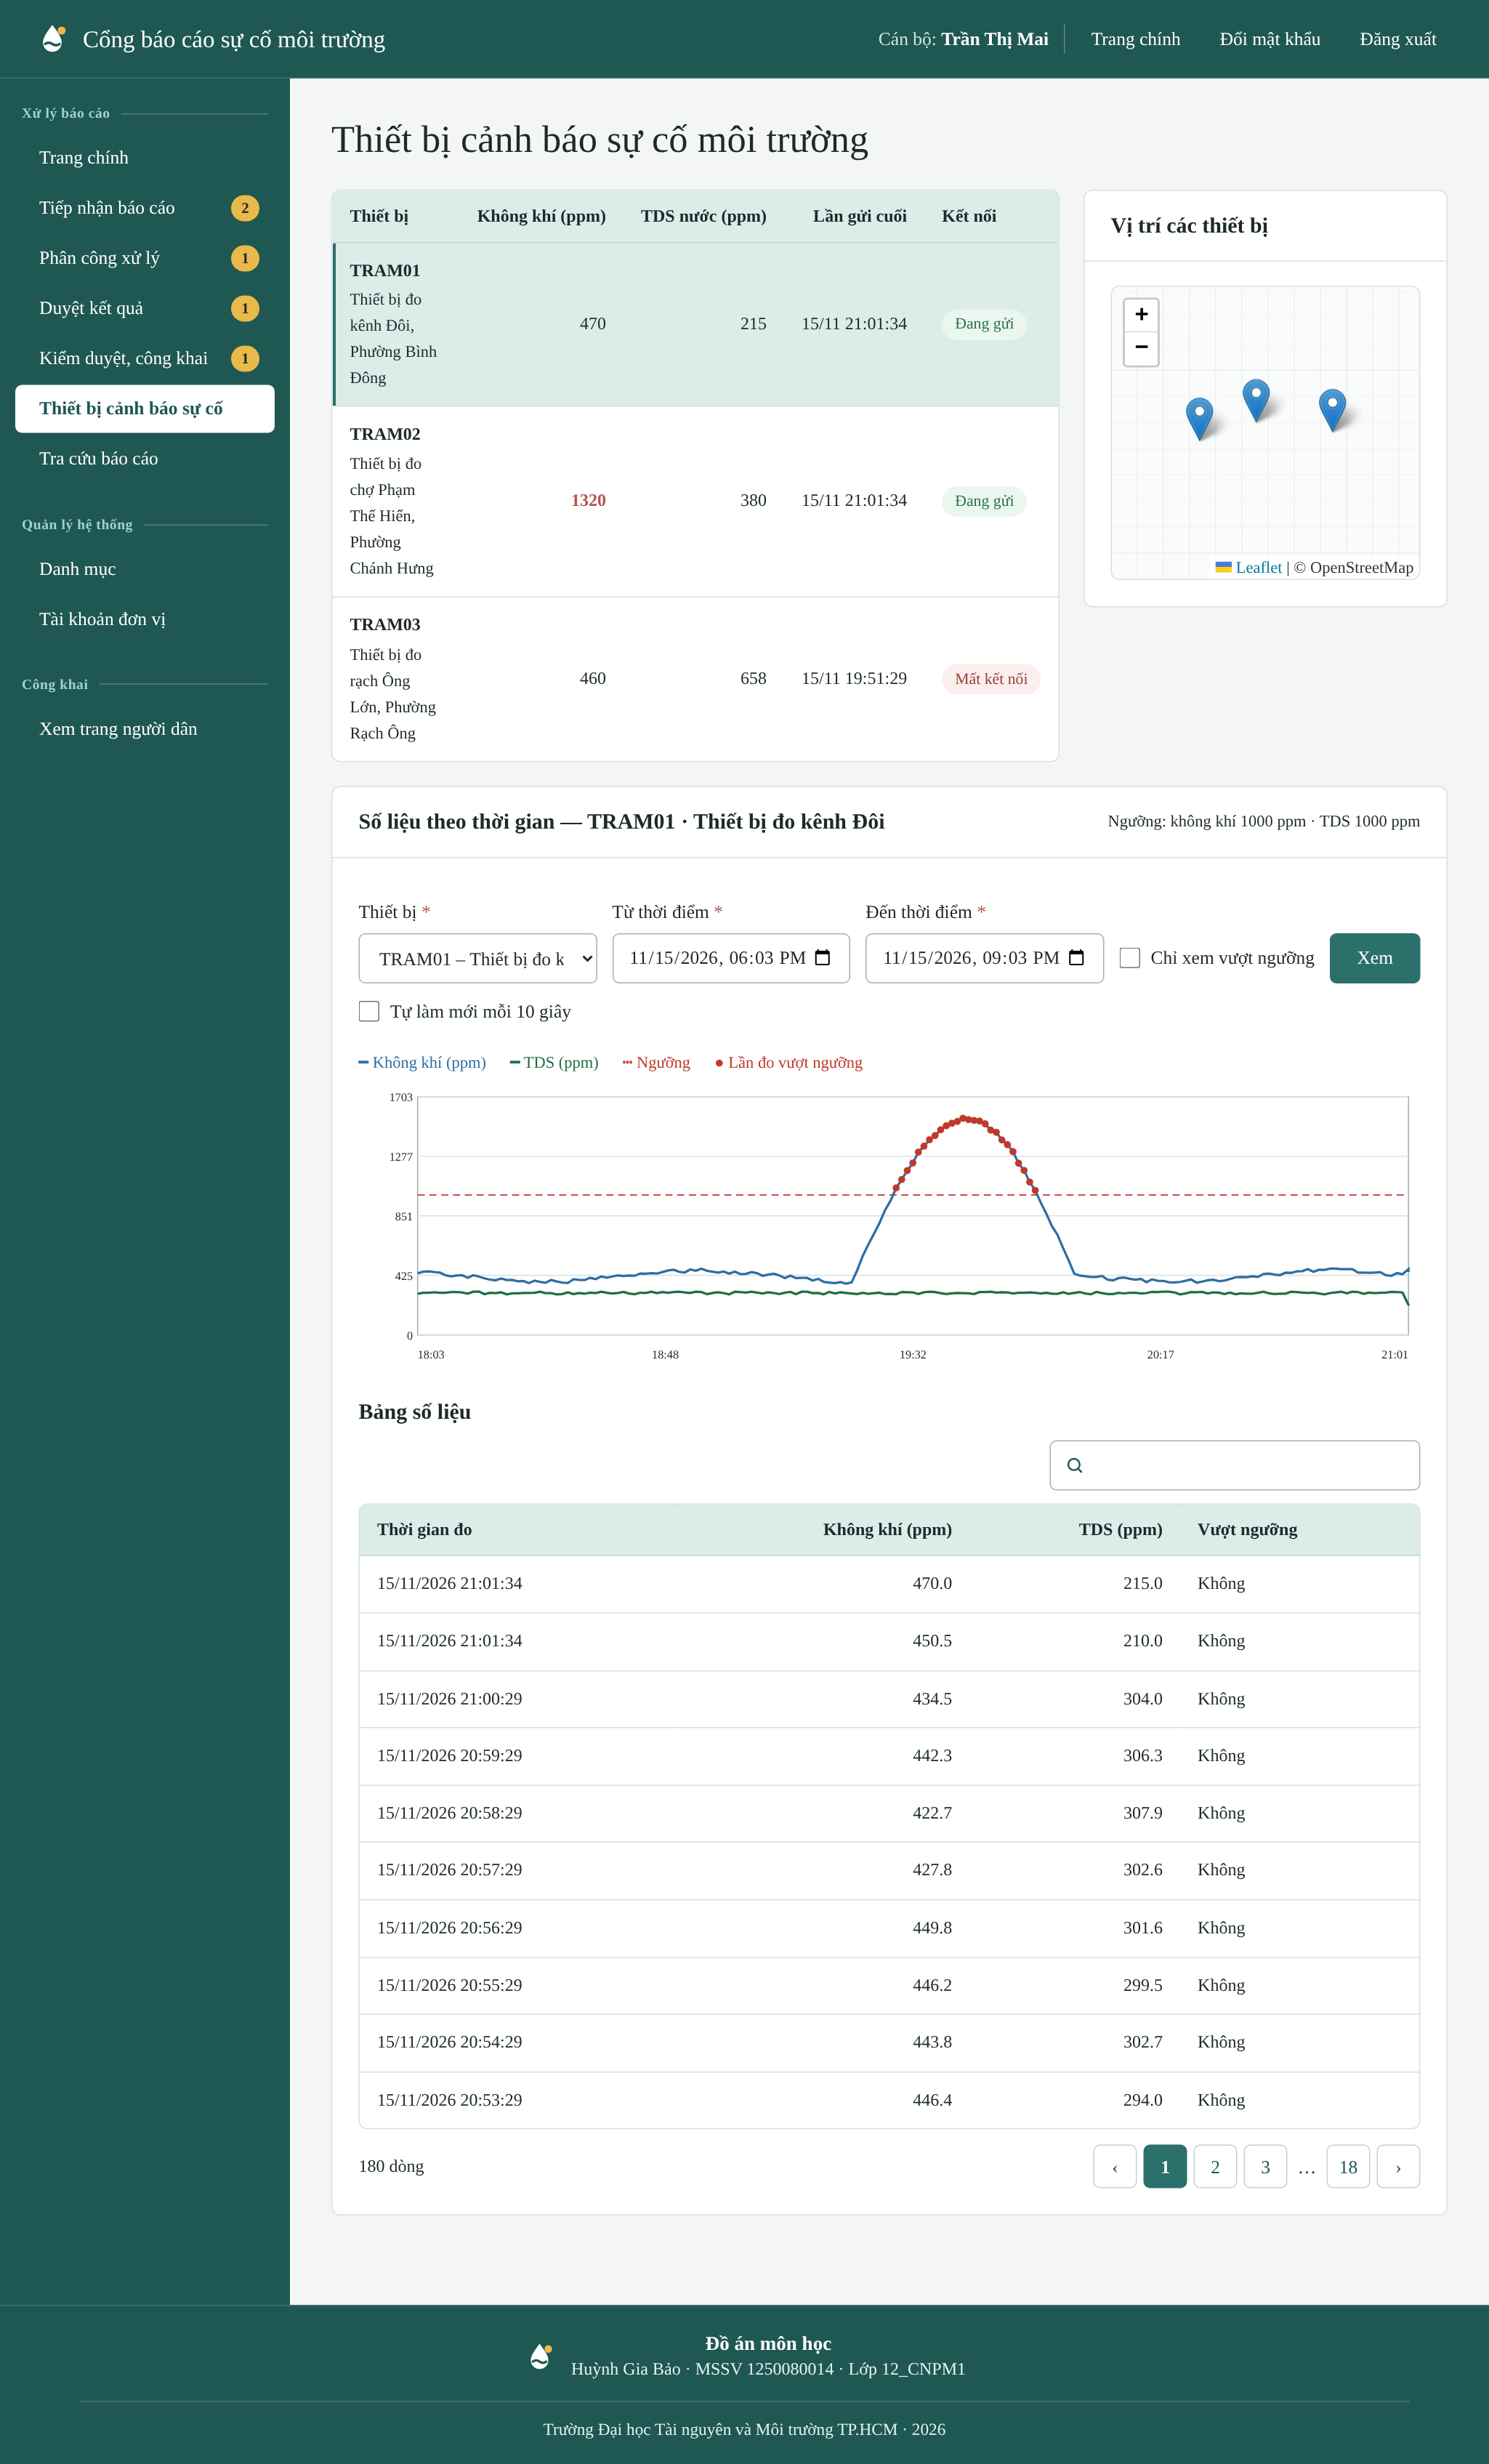 Cổng báo cáo sự cố môi trường
Cán bộ: Trần Thị Mai
Trang chính
Đổi mật khẩu
Đăng xuất
Xử lý báo cáo
Trang chính
Tiếp nhận báo cáo 2
Phân công xử lý 1
Duyệt kết quả 1
Kiểm duyệt, công khai 1
Thiết bị cảnh báo sự cố
Tra cứu báo cáo
Quản lý hệ thống
Danh mục
Tài khoản đơn vị
Công khai
Xem trang người dân
Thiết bị cảnh báo sự cố môi trường
Thiết bị Không khí (ppm) TDS nước (ppm) Lần gửi cuối Kết nối
TRAM01
Thiết bị đo
kênh Đôi,
Phường Bình
Đông
470 215 15/11 21:01:34 Đang gửi
TRAM02
Thiết bị đo
chợ Phạm
Thế Hiển,
Phường
Chánh Hưng
1320 380 15/11 21:01:34 Đang gửi
TRAM03
Thiết bị đo
rạch Ông
Lớn, Phường
Rạch Ông
460 658 15/11 19:51:29 Mất kết nối
Vị trí các thiết bị
+
−
Leaflet | © OpenStreetMap
Số liệu theo thời gian — TRAM01 · Thiết bị đo kênh Đôi
Ngưỡng: không khí 1000 ppm · TDS 1000 ppm
Thiết bị * Từ thời điểm * Đến thời điểm *
TRAM01 – Thiết bị đo k 11/15/2026, 06:03 PM 11/15/2026, 09:03 PM Chỉ xem vượt ngưỡng Xem
Tự làm mới mỗi 10 giây
Không khí (ppm) TDS (ppm) Ngưỡng Lần đo vượt ngưỡng
1703
1277
851
425
0
18:03 18:48 19:32 20:17 21:01
Bảng số liệu
Thời gian đo Không khí (ppm) TDS (ppm) Vượt ngưỡng
15/11/2026 21:01:34 470.0 215.0 Không
15/11/2026 21:01:34 450.5 210.0 Không
15/11/2026 21:00:29 434.5 304.0 Không
15/11/2026 20:59:29 442.3 306.3 Không
15/11/2026 20:58:29 422.7 307.9 Không
15/11/2026 20:57:29 427.8 302.6 Không
15/11/2026 20:56:29 449.8 301.6 Không
15/11/2026 20:55:29 446.2 299.5 Không
15/11/2026 20:54:29 443.8 302.7 Không
15/11/2026 20:53:29 446.4 294.0 Không
180 dòng
‹ 1 2 3 … 18 ›
Đồ án môn học
Huỳnh Gia Bảo · MSSV 1250080014 · Lớp 12_CNPM1
Trường Đại học Tài nguyên và Môi trường TP.HCM · 2026